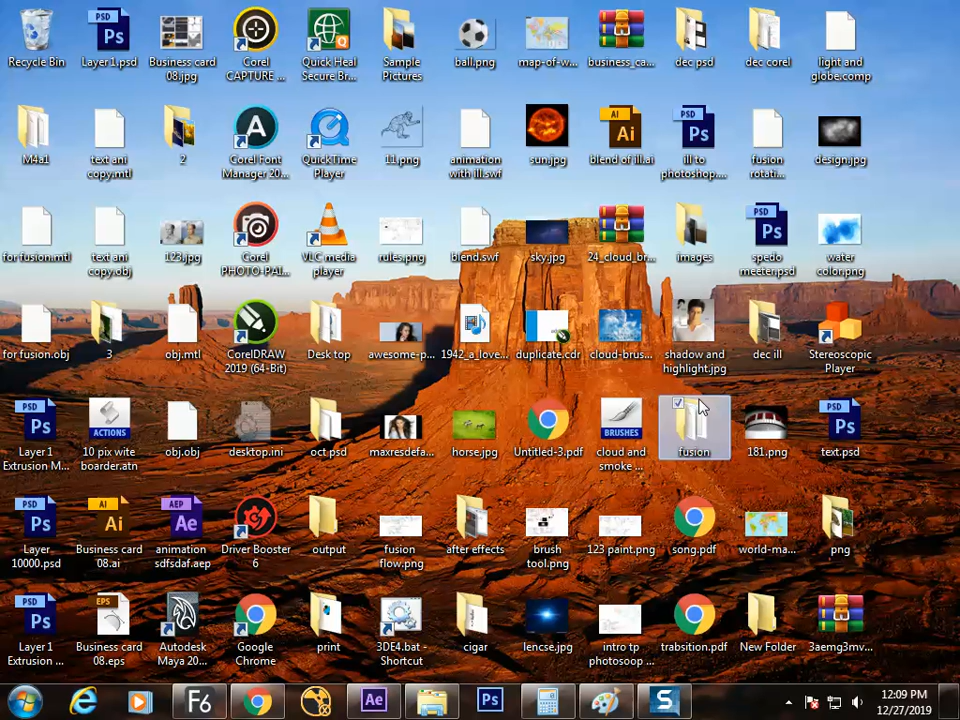 Recycle Bin
Layer1.psd
Business card 08.jpg
Corel CAPTURE ...
Quick Heal Secure Br...
Sample Pictures
ball.png
map-of-w...
business_ca...
dec psd
dec corel
light and globe.comp
M4a1
text ani copy.mtl
2
Corel Font Manager 20...
QuickTime Player
11.png
animation with ill.swf
sun.jpg
blend of ill.ai
ill to photoshop....
fusion rotati...
design.jpg
for fusion.mtl
text ani copy.obj
123.jpg
Corel PHOTO-PAI...
VLC media player
rules.png
blend.swf
sky.jpg
24_cloud_br...
images
spedo meeter.psd
water color.png
for fusion.obj
3
obj.mtl
CorelDRAW 2019 (64-Bit)
Desk top
awesome-p...
1942_a_love...
duplicate.cdr
cloud-brus...
shadow and highlight.jpg
dec ill
Stereoscopic Player
Layer 1 Extrusion M...
10 pix wite boarder.atn
obj.obj
desktop.ini
oct psd
maxresdefa...
horse.jpg
Untitled-3.pdf
cloud and smoke ...
fusion
181.png
text.psd
Layer 10000.psd
Business card 08.ai
animation sdfsdaf.aep
Driver Booster 6
output
fusion flow.png
after effects
brush tool.png
123 paint.png
song.pdf
world-ma...
png
Layer 1 Extrusion ...
Business card 08.eps
Autodesk Maya 20...
Google Chrome
print
3DE4.bat - Shortcut
cigar
lencse.jpg
intro tp photosoop ...
trabsition.pdf
New Folder
3aemg3mv...
12:09 PM
12/27/2019